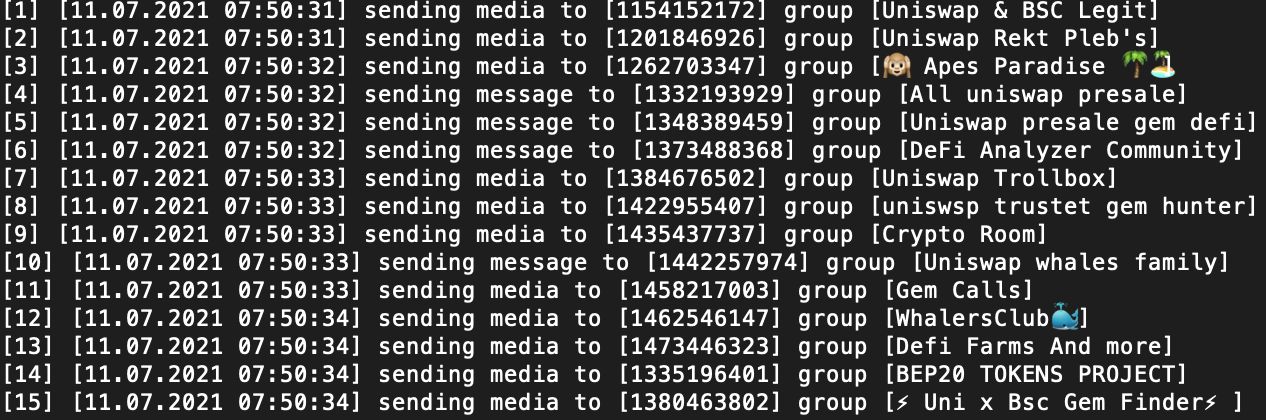 [1] [11.07.2021 07:50:31] sending media to [1154152172] group [Uniswap & BSC Legit]
[2] [11.07.2021 07:50:31] sending media to [1201846926] group [Uniswap Rekt Pleb's]
[3] [11.07.2021 07:50:32] sending media to [1262703347] group [🙉 Apes Paradise 🌴🏝]
[4] [11.07.2021 07:50:32] sending message to [1332193929] group [All uniswap presale]
[5] [11.07.2021 07:50:32] sending message to [1348389459] group [Uniswap presale gem defi]
[6] [11.07.2021 07:50:32] sending message to [1373488368] group [DeFi Analyzer Community]
[7] [11.07.2021 07:50:33] sending media to [1384676502] group [Uniswap Trollbox]
[8] [11.07.2021 07:50:33] sending media to [1422955407] group [uniswsp trustet gem hunter]
[9] [11.07.2021 07:50:33] sending media to [1435437737] group [Crypto Room]
[10] [11.07.2021 07:50:33] sending message to [1442257974] group [Uniswap whales family]
[11] [11.07.2021 07:50:33] sending media to [1458217003] group [Gem Calls]
[12] [11.07.2021 07:50:34] sending media to [1462546147] group [WhalersClub🐳]
[13] [11.07.2021 07:50:34] sending media to [1473446323] group [Defi Farms And more]
[14] [11.07.2021 07:50:34] sending media to [1335196401] group [BEP20 TOKENS PROJECT]
[15] [11.07.2021 07:50:34] sending media to [1380463802] group [⚡ Uni x Bsc Gem Finder⚡ ]